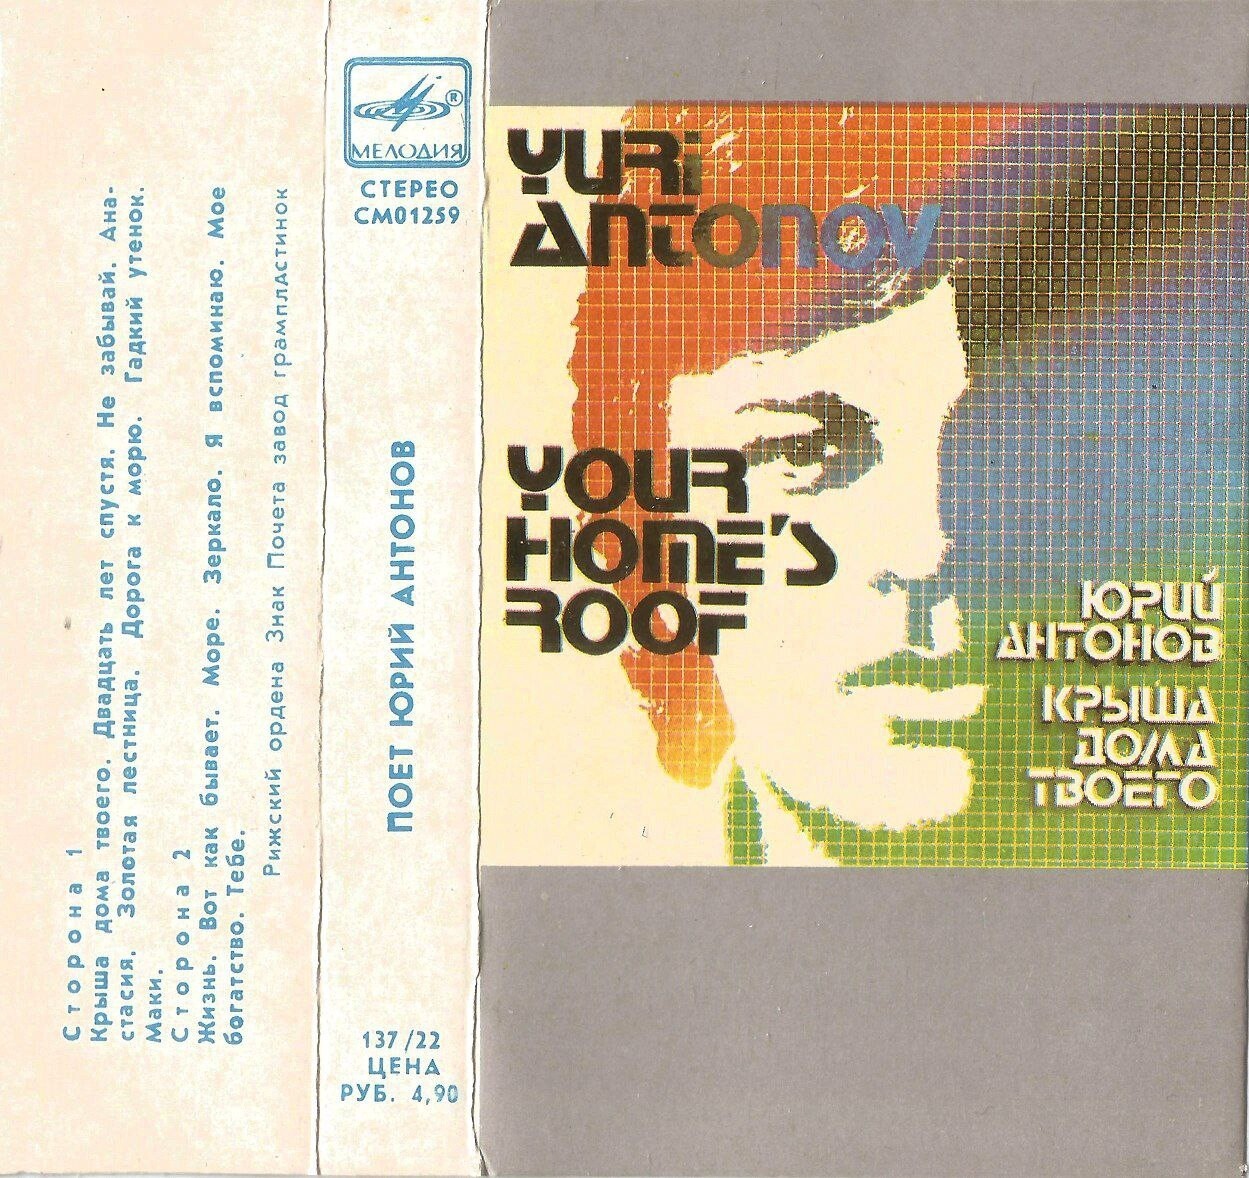 Сторона 1
Крыша дома твоего. Двадцать лет спустя. Не забывай. Ана-
стасия. Золотая лестница. Дорога к морю. Гадкий утенок.
Маки.
Сторона 2
Жизнь. Вот как бывает. Море. Зеркало. Я вспоминаю. Мое
богатство. Тебе.
Рижский ордена Знак Почета завод грампластинок
®
МЕЛОДИЯ
СТЕРЕО
СМ01259
ПОЕТ ЮРИЙ АНТОНОВ
137/22
ЦЕНА
РУБ. 4,90
YURI
ANTONOV
YOUR
HOME'S
ROOF
ЮРИЙ
АНТОНОВ
КРЫША
ДОМА
ТВОЕГО